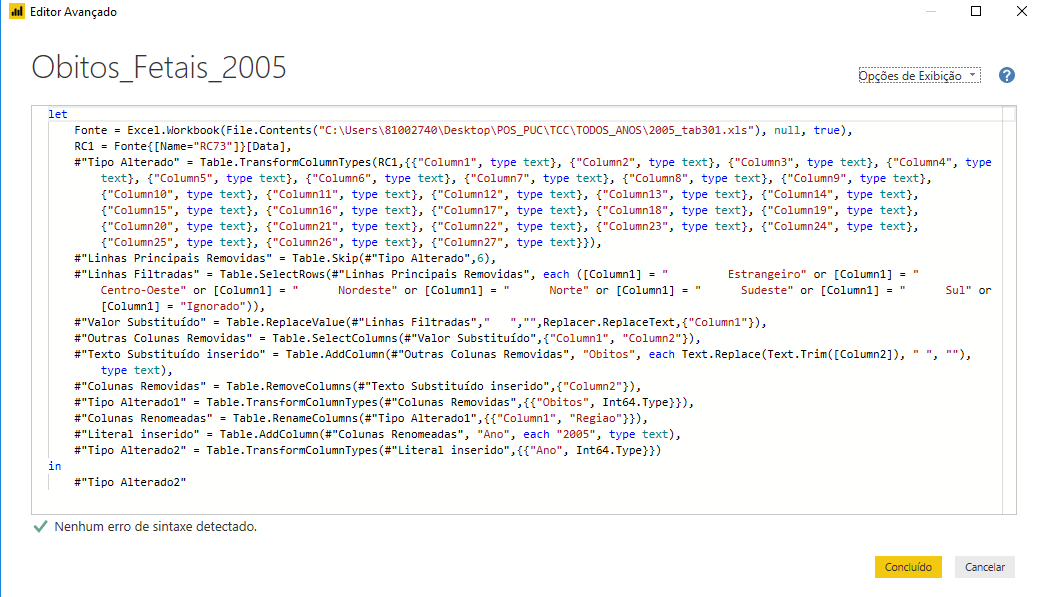 Editor Avançado
Obitos_Fetais_2005
Opções de Exibição
?
let
Fonte = Excel.Workbook(File.Contents("C:\Users\81002740\Desktop\POS_PUC\TCC\TODOS_ANOS\2005_tab301.xls"), null, true),
RC1 = Fonte{[Name="RC73"]}[Data],
#"Tipo Alterado" = Table.TransformColumnTypes(RC1,{{"Column1", type text}, {"Column2", type text}, {"Column3", type text}, {"Column4", type
text}, {"Column5", type text}, {"Column6", type text}, {"Column7", type text}, {"Column8", type text}, {"Column9", type text},
{"Column10", type text}, {"Column11", type text}, {"Column12", type text}, {"Column13", type text}, {"Column14", type text},
{"Column15", type text}, {"Column16", type text}, {"Column17", type text}, {"Column18", type text}, {"Column19", type text},
{"Column20", type text}, {"Column21", type text}, {"Column22", type text}, {"Column23", type text}, {"Column24", type text},
{"Column25", type text}, {"Column26", type text}, {"Column27", type text}}),
#"Linhas Principais Removidas" = Table.Skip(#"Tipo Alterado",6),
#"Linhas Filtradas" = Table.SelectRows(#"Linhas Principais Removidas", each ([Column1] = "        Estrangeiro" or [Column1] = "
Centro-Oeste" or [Column1] = "      Nordeste" or [Column1] = "      Norte" or [Column1] = "      Sudeste" or [Column1] = "      Sul" or
[Column1] = "Ignorado")),
#"Valor Substituído" = Table.ReplaceValue(#"Linhas Filtradas","   ","",Replacer.ReplaceText,{"Column1"}),
#"Outras Colunas Removidas" = Table.SelectColumns(#"Valor Substituído",{"Column1", "Column2"}),
#"Texto Substituído inserido" = Table.AddColumn(#"Outras Colunas Removidas", "Obitos", each Text.Replace(Text.Trim([Column2]), " ", ""),
type text),
#"Colunas Removidas" = Table.RemoveColumns(#"Texto Substituído inserido",{"Column2"}),
#"Tipo Alterado1" = Table.TransformColumnTypes(#"Colunas Removidas",{{"Obitos", Int64.Type}}),
#"Colunas Renomeadas" = Table.RenameColumns(#"Tipo Alterado1",{{"Column1", "Regiao"}}),
#"Literal inserido" = Table.AddColumn(#"Colunas Renomeadas", "Ano", each "2005", type text),
#"Tipo Alterado2" = Table.TransformColumnTypes(#"Literal inserido",{{"Ano", Int64.Type}})
in
#"Tipo Alterado2"
Nenhum erro de sintaxe detectado.
Concluído
Cancelar